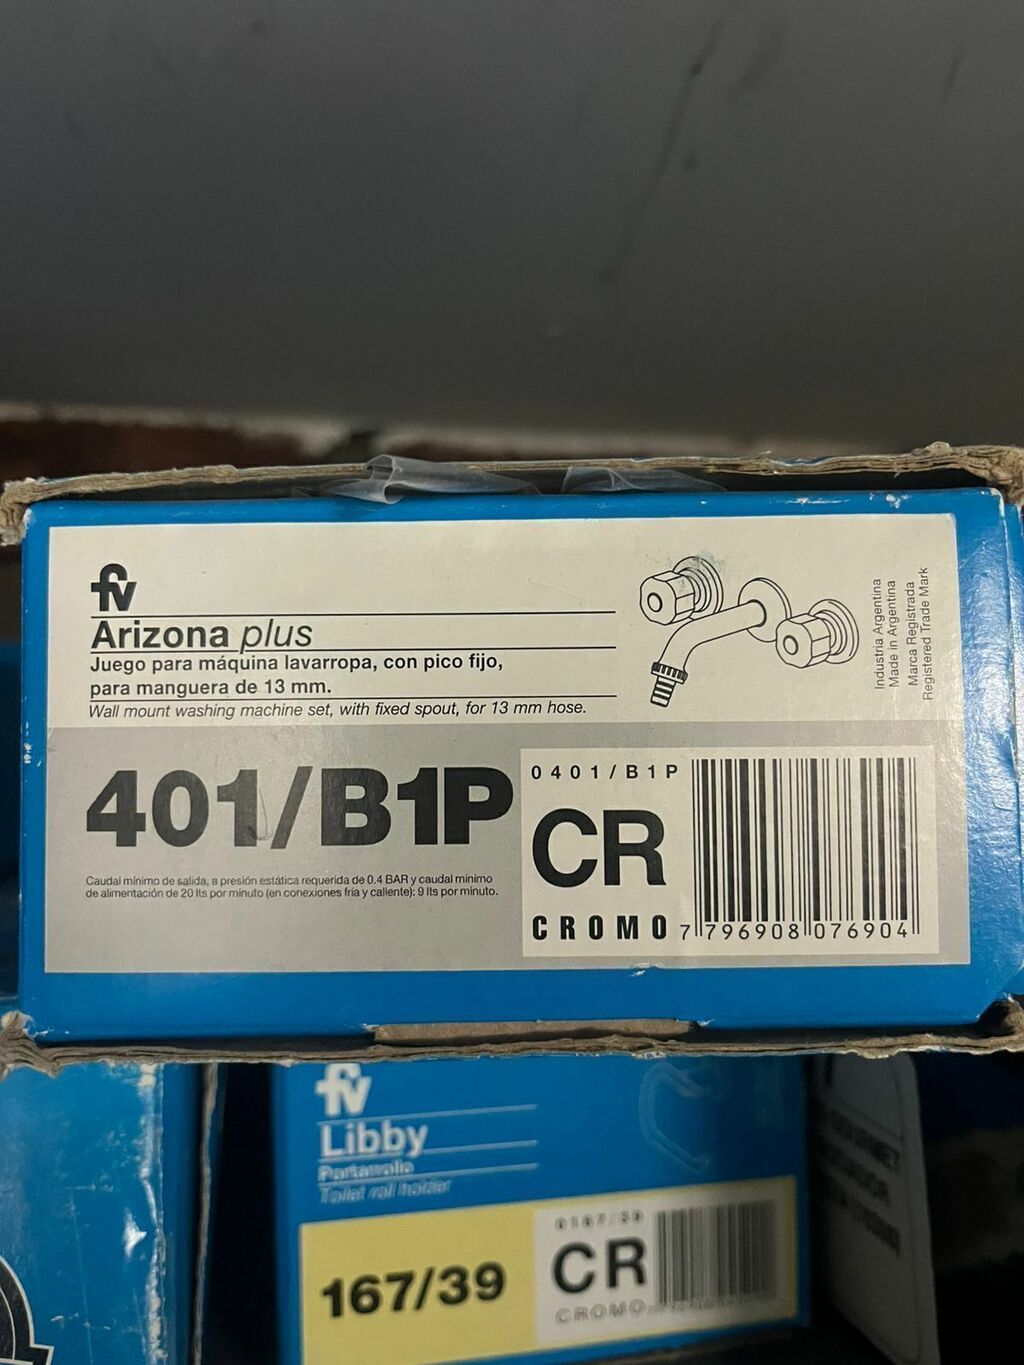 fv
Arizona plus
Juego para máquina lavarropa, con pico fijo,
para manguera de 13 mm.
Wall mount washing machine set, with fixed spout, for 13 mm hose.
Industria Argentina
Made in Argentina
Marca Registrada
Registered Trade Mark
401/B1P
Caudal mínimo de salida, a presión estática requerida de 0.4 BAR y caudal mínimo
de alimentación de 20 lts por minuto (en conexiones fría y caliente): 9 lts por minuto.
0401/B1P
CR
CROMO
7 796908 076904
fv
Libby
Portarrollo
Toilet roll holder
167/39
0167/39
CR
CROMO